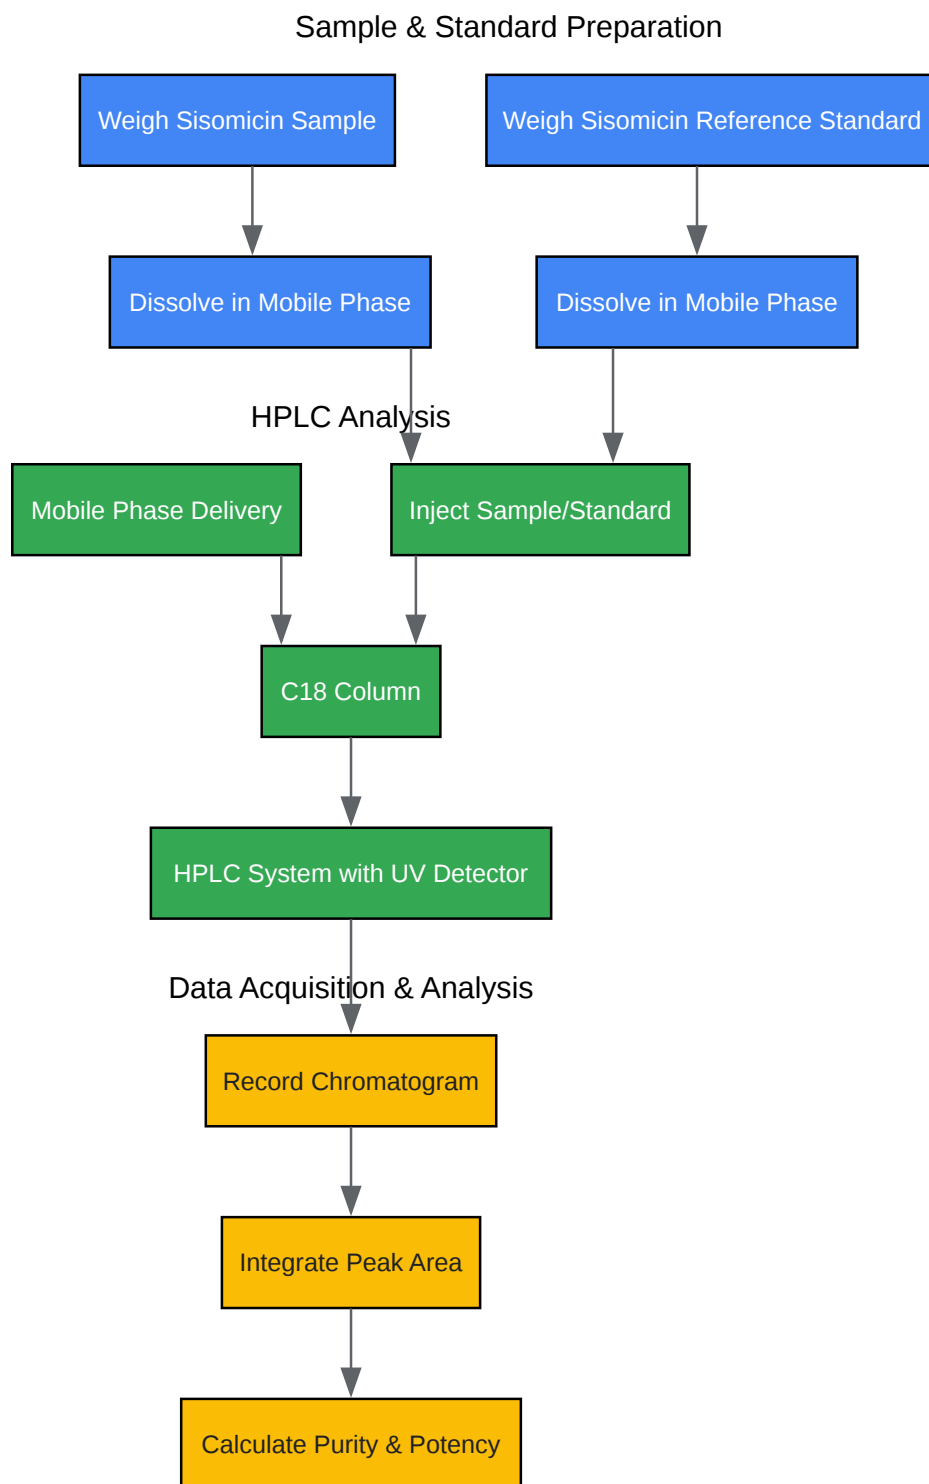 Sample & Standard Preparation
Weigh Sisomicin Sample
Weigh Sisomicin Reference Standard
Dissolve in Mobile Phase
Dissolve in Mobile Phase
HPLC Analysis
Mobile Phase Delivery
Inject Sample/Standard
C18 Column
HPLC System with UV Detector
Data Acquisition & Analysis
Record Chromatogram
Integrate Peak Area
Calculate Purity & Potency